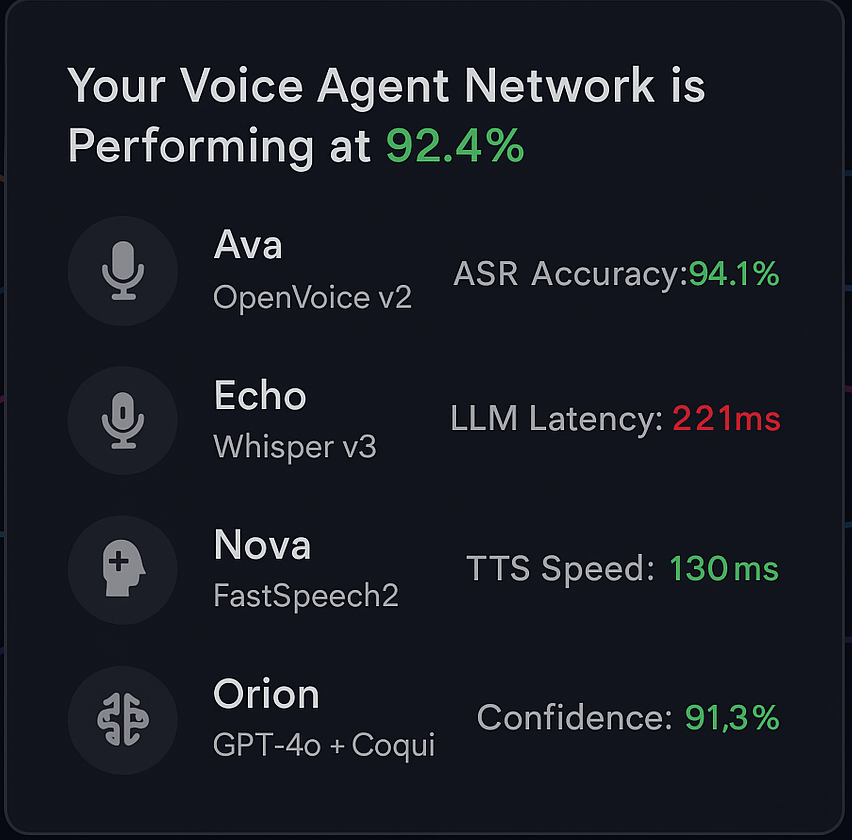 Your Voice Agent Network is
Performing at 92.4%
Ava
OpenVoice v2
ASR Accuracy:94.1%
Echo
Whisper v3
LLM Latency: 221ms
Nova
FastSpeech2
TTS Speed: 130 ms
Orion
GPT-4o + Coqui
Confidence: 91,3%